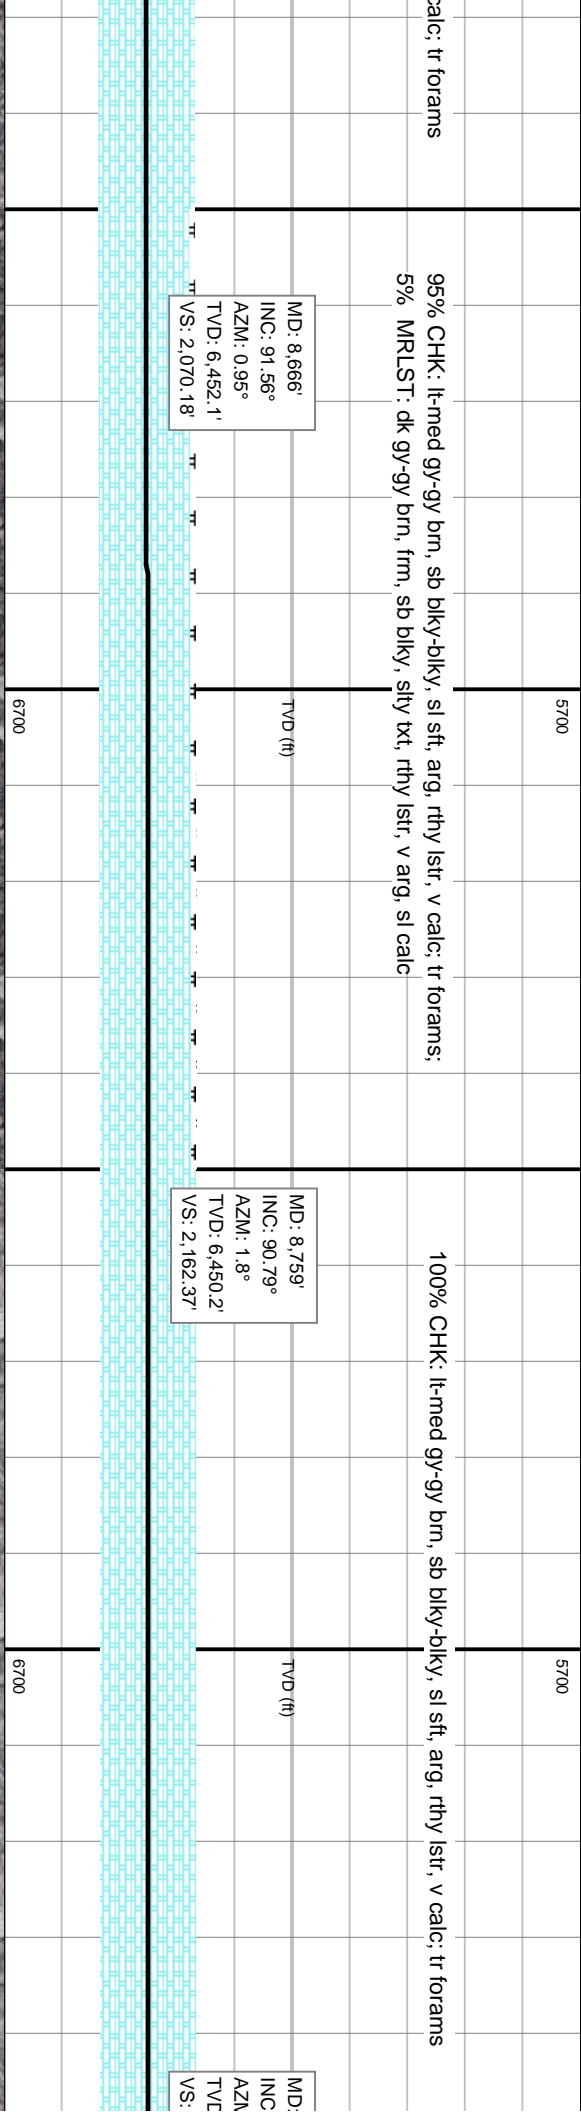 calc; tr forams
95% CHK: lt-med gy-gy brn, sb blky-blky, sl sft, arg, rthy lstr, v calc; tr forams;
5% MRLST: dk gy-gy brn, frm, sb blky, slty txt, rthy lstr, v arg, sl calc
MD: 8,666'
INC: 91.56°
AZM: 0.95°
TVD: 6,452.1'
VS: 2,070.18'
5700
TVD (ft)
6700
100% CHK: lt-med gy-gy brn, sb blky-blky, sl sft, arg, rthy lstr, v calc; tr forams
MD: 8,759'
INC: 90.79°
AZM: 1.8°
TVD: 6,450.2'
VS: 2,162.37'
5700
TVD (ft)
6700
MD:
INC
AZM
TVD
VS: